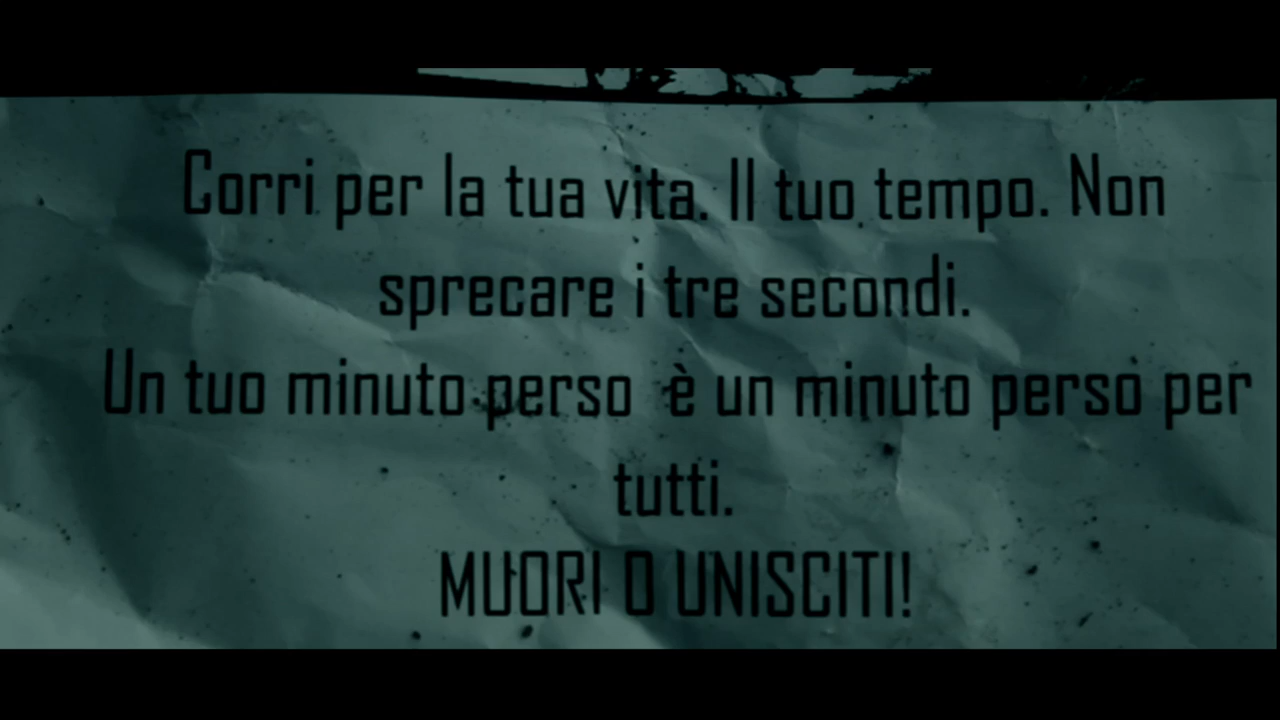 Corri per la tua vita. Il tuo tempo. Non
sprecare i tre secondi.
Un tuo minuto perso è un minuto perso per
tutti.
MUORI O UNISCITI!